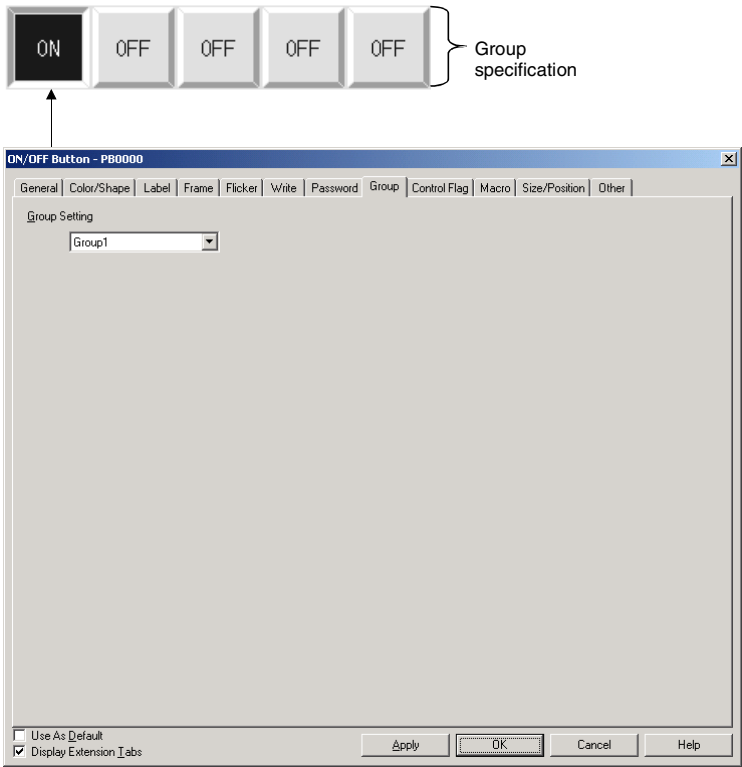 ON OFF OFF OFF OFF
Group
specification
ON/OFF Button - PB0000
General Color/Shape Label Frame Flicker Write Password Group Control Flag Macro Size/Position Other
Group Setting
Group1
Use As Default
Display Extension Tabs
Apply OK Cancel Help